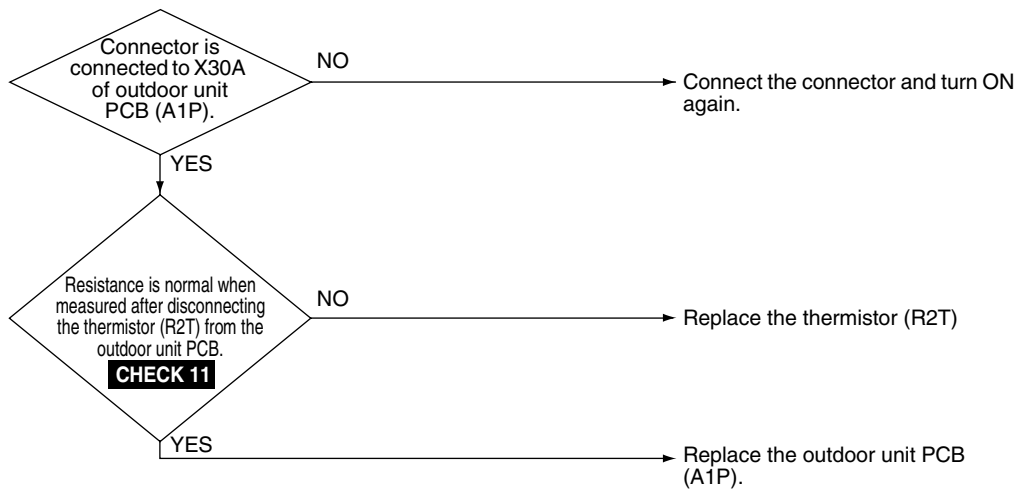 Connector is
connected to X30A
of outdoor unit
PCB (A1P).
NO
Connect the connector and turn ON
again.
YES
Resistance is normal when
measured after disconnecting
the thermistor (R2T) from the
outdoor unit PCB.
CHECK 11
NO
Replace the thermistor (R2T)
YES
Replace the outdoor unit PCB
(A1P).